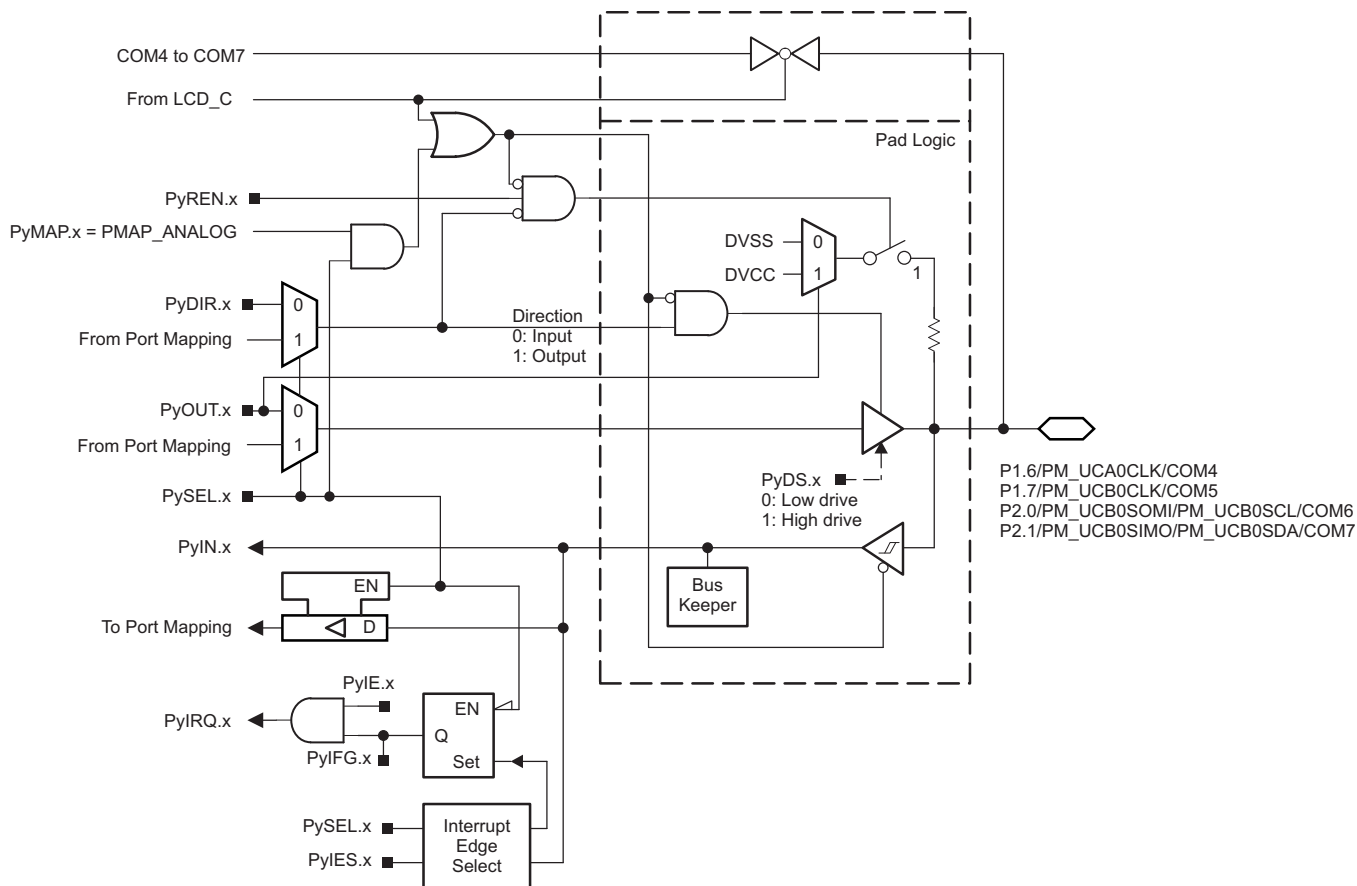 COM4 to COM7
From LCD_C
Pad Logic
PyREN.x
PyMAP.x = PMAP_ANALOG
DVSS
0
DVCC
1
1
PyDIR.x
0
From Port Mapping
1
Direction
0: Input
1: Output
PyOUT.x
0
From Port Mapping
1
PySEL.x
PyDS.x
0: Low drive
1: High drive
P1.6/PM_UCA0CLK/COM4
P1.7/PM_UCB0CLK/COM5
P2.0/PM_UCB0SOMI/PM_UCB0SCL/COM6
P2.1/PM_UCB0SIMO/PM_UCB0SDA/COM7
PyIN.x
Bus
Keeper
EN
To Port Mapping
D
PyIE.x
PyIRQ.x
EN
Q
PyIFG.x
Set
PySEL.x
PyIES.x
Interrupt
Edge
Select